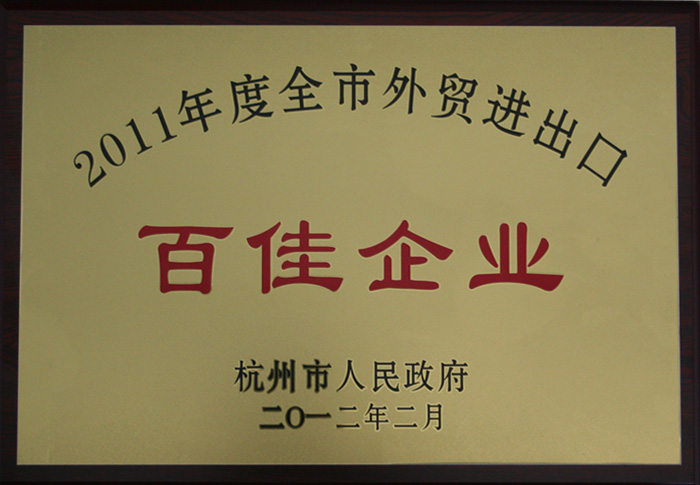 2011年度全市外贸进出口
百佳企业
杭州市人民政府
二〇一二年二月